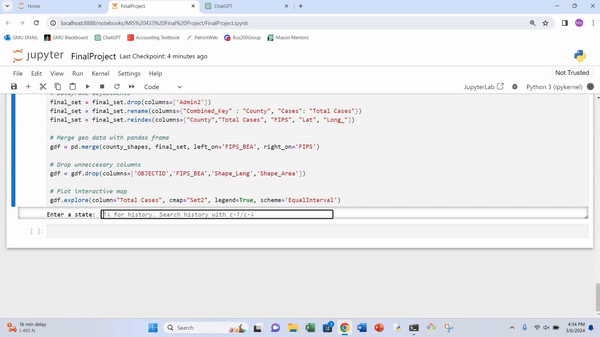 Home
FinalProject
ChatGPT
localhost:8888/notebooks/MIS%20433%20Final%20Project/FinalProject.ipynb
GMU EMAIL
GMU Blackboard
Accounting Textbook
PatriotWeb
Bus200Group
Mason Mentors
jupyter FinalProject Last Checkpoint: 4 minutes ago
File Edit View Run Kernel Settings Help
Not Trusted
Code
JupyterLab
Python 3 (ipykernel)
final_set = final_set.drop(columns=['Admin2'])
final_set = final_set.rename(columns={"Combined_Key" : "County", "Cases": "Total Cases"})
final_set = final_set.reindex(columns=["County","Total Cases", "FIPS", "Lat", "Long_"])
# Merge geo data with pandas frame
gdf = pd.merge(county_shapes, final_set, left_on='FIPS_BEA', right_on='FIPS')
# Drop unneccesary columns
gdf = gdf.drop(columns=['OBJECTID','FIPS_BEA','Shape_Leng','Shape_Area'])
# Plot interactive map
gdf.explore(column="Total Cases", cmap="Set2", legend=True, scheme='EqualInterval')
Enter a state: ↑↓ for history. Search history with c-↑/c-↓
[ ]:
16 min delay
I-495 N
Search
4:34 PM
3/6/2024